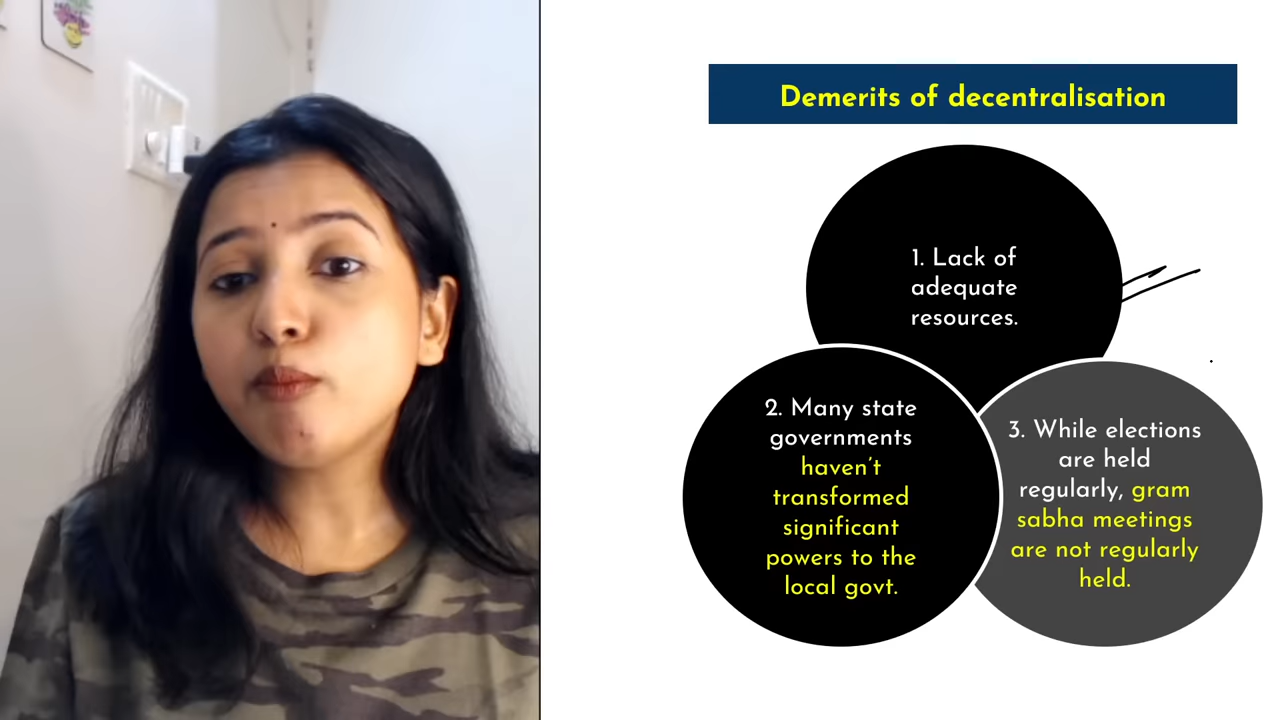 Demerits of decentralisation
1. Lack of
adequate
resources.
2. Many state
governments
haven't
transformed
significant
powers to the
local govt.
3. While elections
are held
regularly, gram
sabha meetings
are not regularly
held.